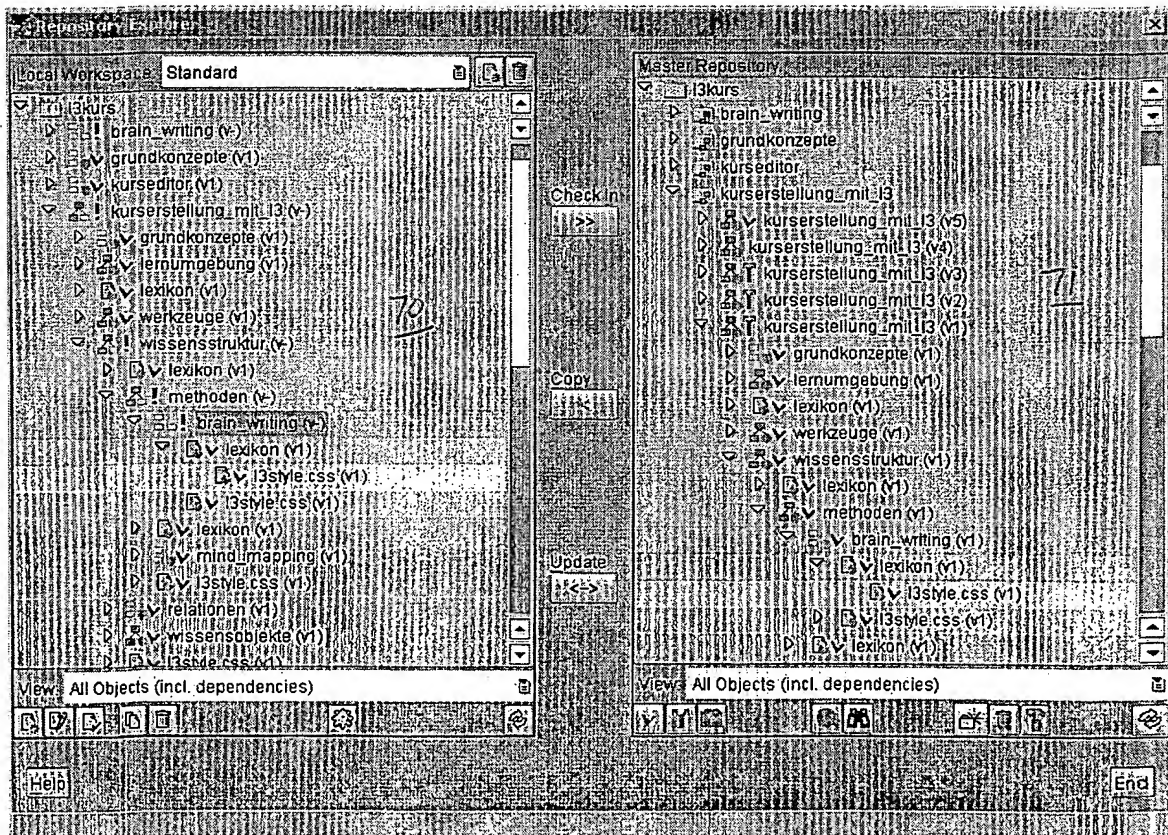 Repository Explorer
Local Workspace: Standard
l3kurs
brain_writing (v-)
grundkonzepte (v1)
kurseditor (v1)
kurserstellung_mit_l3 (v-)
grundkonzepte (v1)
lernumgebung (v1)
lexikon (v1)
werkzeuge (v1)
wissensstruktur (v-)
lexikon (v1)
methoden (v-)
brain_writing (v-)
lexikon (v1)
l3style.css (v1)
l3style.css (v1)
lexikon (v1)
mind_mapping (v1)
l3style.css (v1)
relationen (v1)
wissensobjekte (v1)
l3style.css (v1)
View: All Objects (incl. dependencies)
70
Check In
>>
Copy
<
Update
<->
Master Repository
l3kurs
brain_writing
grundkonzepte
kurseditor
kurserstellung_mit_l3
kurserstellung_mit_l3 (v5)
kurserstellung_mit_l3 (v4)
kurserstellung_mit_l3 (v3)
kurserstellung_mit_l3 (v2)
kurserstellung_mit_l3 (v1)
grundkonzepte (v1)
lernumgebung (v1)
lexikon (v1)
werkzeuge (v1)
wissensstruktur (v1)
lexikon (v1)
methoden (v1)
brain_writing (v1)
lexikon (v1)
l3style.css (v1)
l3style.css (v1)
lexikon (v1)
View: All Objects (incl. dependencies)
71
Help
End